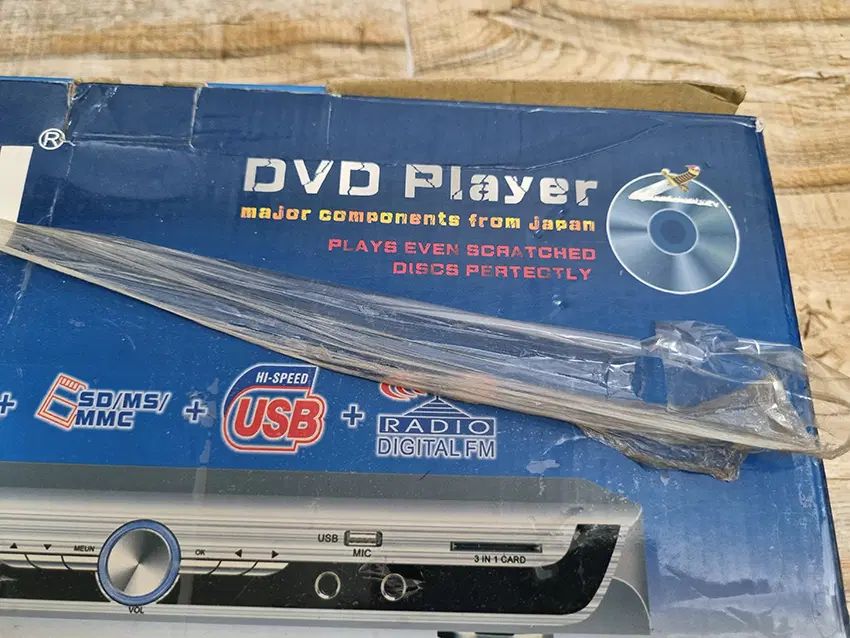 ®
DVD Player
major components from Japan
PLAYS EVEN SCRATCHED
DISCS PERTECTLY
+ SD/MS/
MMC
+ HI-SPEED
USB
+ RADIO
DIGITAL FM
MEUN
OK
VOL
USB
MIC
3 IN 1 CARD